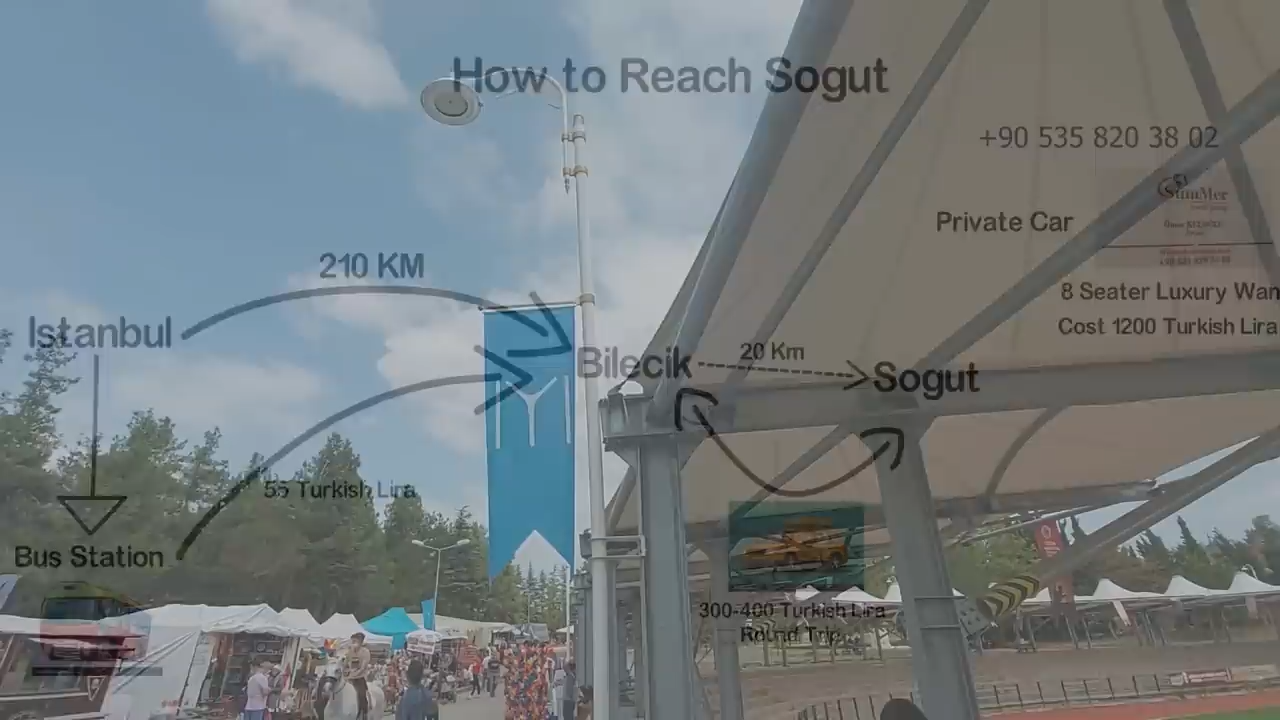 How to Reach Sogut
+90 535 820 38 02
SunMer
Private Car
210 KM
8 Seater Luxury Wan
Cost 1200 Turkish Lira
Istanbul
Bilecik
20 Km
Sogut
55 Turkish Lira
Bus Station
300-400 Turkish Lira
Round Trip